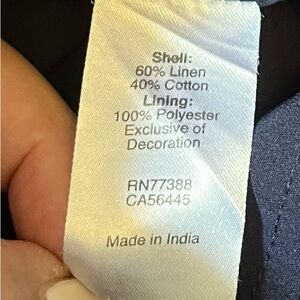 Shell:
60% Linen
40% Cotton
Lining:
100% Polyester
Exclusive of
Decoration
RN77388
CA56445
Made in India